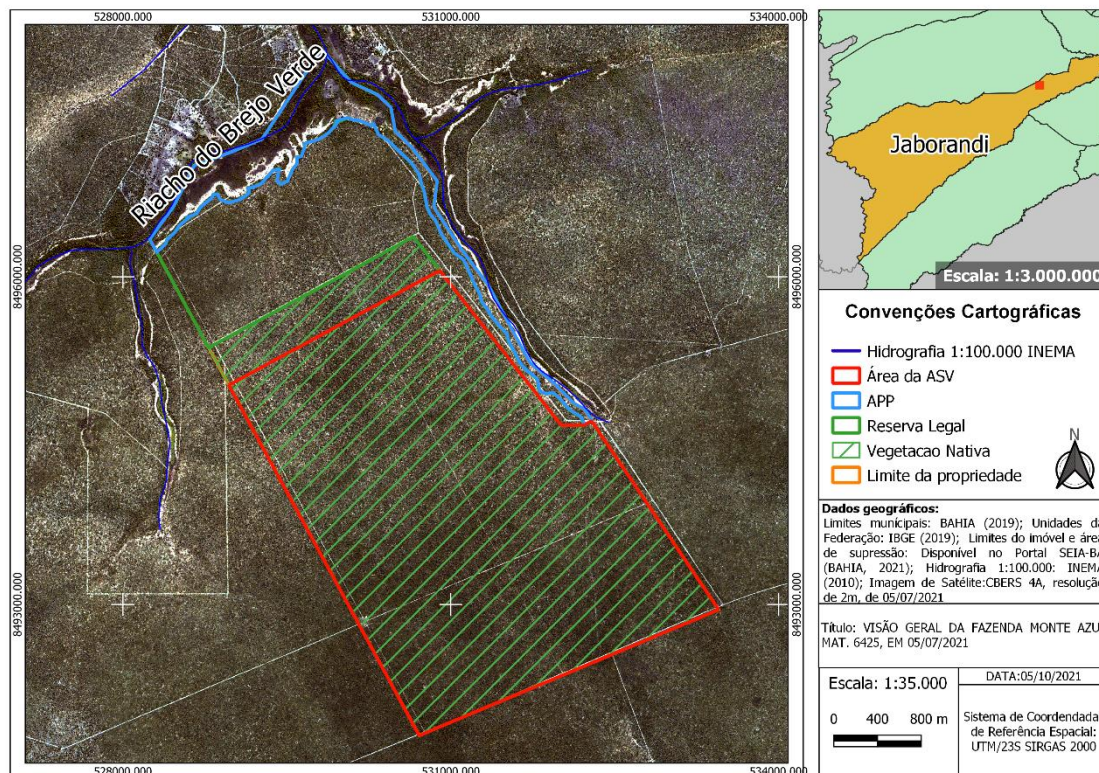 528000.000
531000.000
534000.000
8496000.000
8493000.000
Riacho do Brejo Verde
8496000.000
8493000.000
528000.000
531000.000
534000.000
Jaborandi
Escala: 1:3.000.000
Convenções Cartográficas
Hidrografia 1:100.000 INEMA
Área da ASV
APP
Reserva Legal
Vegetacao Nativa
Limite da propriedade
N
Dados geográficos:
Limites municipais: BAHIA (2019); Unidades da
Federação: IBGE (2019); Limites do imóvel e área
de supressão: Disponível no Portal SEIA-BA
(BAHIA, 2021); Hidrografia 1:100.000: INEMA
(2010); Imagem de Satélite:CBERS 4A, resolução
de 2m, de 05/07/2021
Título: VISÃO GERAL DA FAZENDA MONTE AZU
MAT. 6425, EM 05/07/2021
Escala: 1:35.000
0 400 800 m
DATA:05/10/2021
Sistema de Coordendada
de Referência Espacial:
UTM/23S SIRGAS 2000